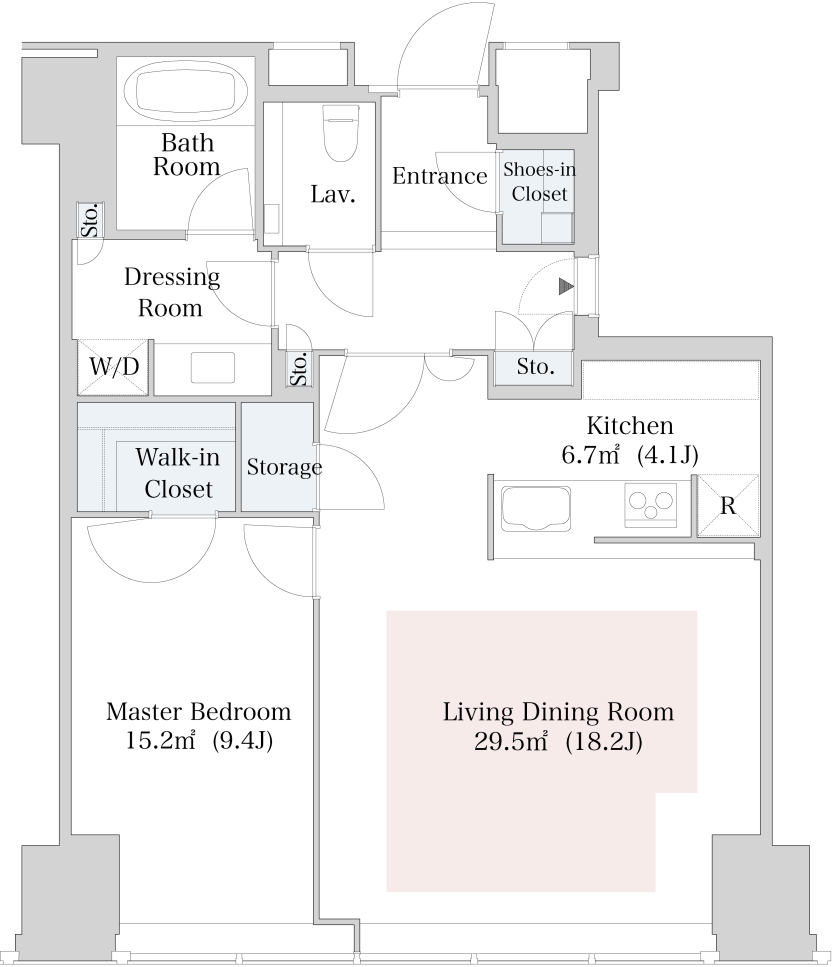 Bath
Room
Lav.
Entrance
Shoes-in
Closet
Sto.
Dressing
Room
W/D
Sto.
Sto.
Kitchen
6.7㎡ (4.1J)
Walk-in
Closet
Storage
R
Master Bedroom
15.2㎡ (9.4J)
Living Dining Room
29.5㎡ (18.2J)